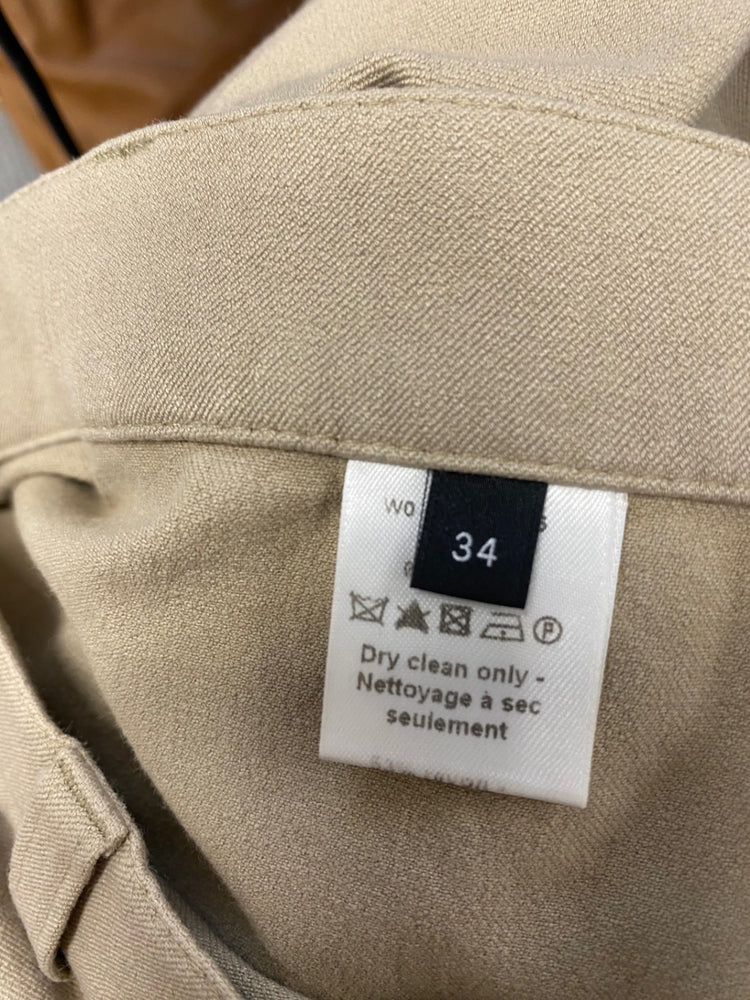 34
Dry clean only -
Nettoyage à sec
seulement